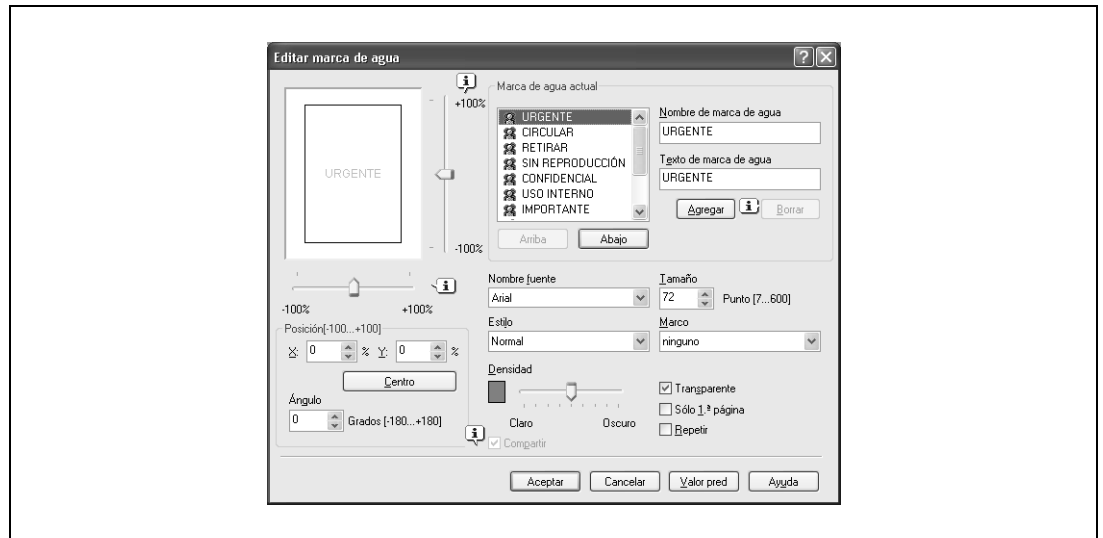 Editar marca de agua
URGENTE
+100%
-100%
-100%
+100%
Posición[-100...+100]
X: 0 % Y: 0 %
Centro
Ángulo
0 Grados [-180...+180]
Marca de agua actual
URGENTE
CIRCULAR
RETIRAR
SIN REPRODUCCIÓN
CONFIDENCIAL
USO INTERNO
IMPORTANTE
Arriba Abajo
Nombre de marca de agua
URGENTE
Texto de marca de agua
URGENTE
Agregar Borrar
Nombre fuente
Arial
Tamaño
72 Punto [7...600]
Estilo
Normal
Marco
ninguno
Densidad
Claro Oscuro
Compartir
Transparente
Sólo 1.ª página
Repetir
Aceptar Cancelar Valor pred Ayuda